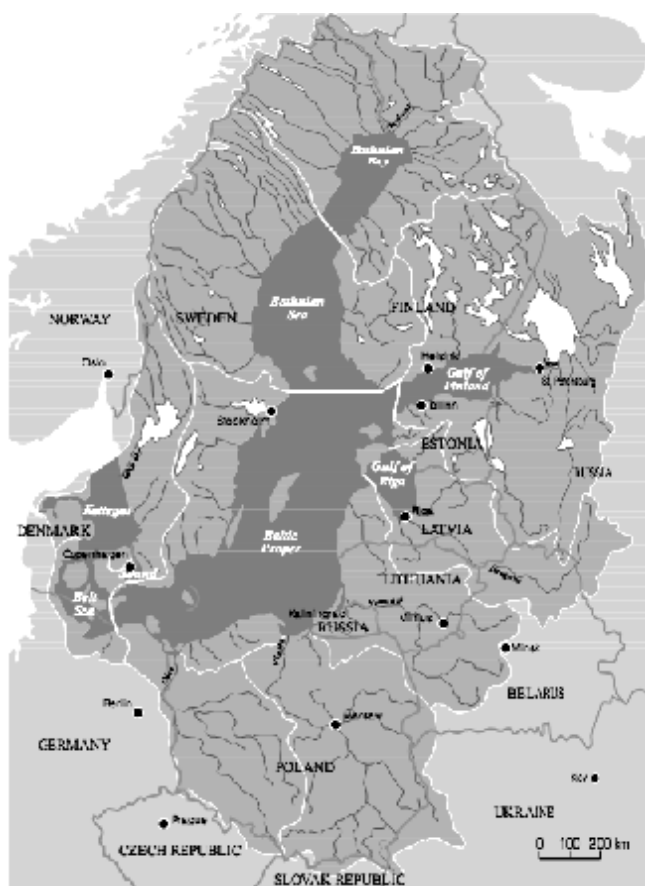 Bothnian
Bay
Bothnian
Sea
NORWAY
SWEDEN
FINLAND
Oslo
Helsinki
Gulf of
Finland
St. Petersburg
Stockholm
Tallinn
ESTONIA
Gulf of
Riga
RUSSIA
Kattegat
Riga
DENMARK
LATVIA
Baltic
Proper
Copenhagen
Sound
LITHUANIA
Belt
Sea
Kaliningrad
RUSSIA
Vilnius
Minsk
BELARUS
Berlin
Warsaw
GERMANY
POLAND
Kiev
UKRAINE
Prague
CZECH REPUBLIC
0 100 200 km
SLOVAK REPUBLIC